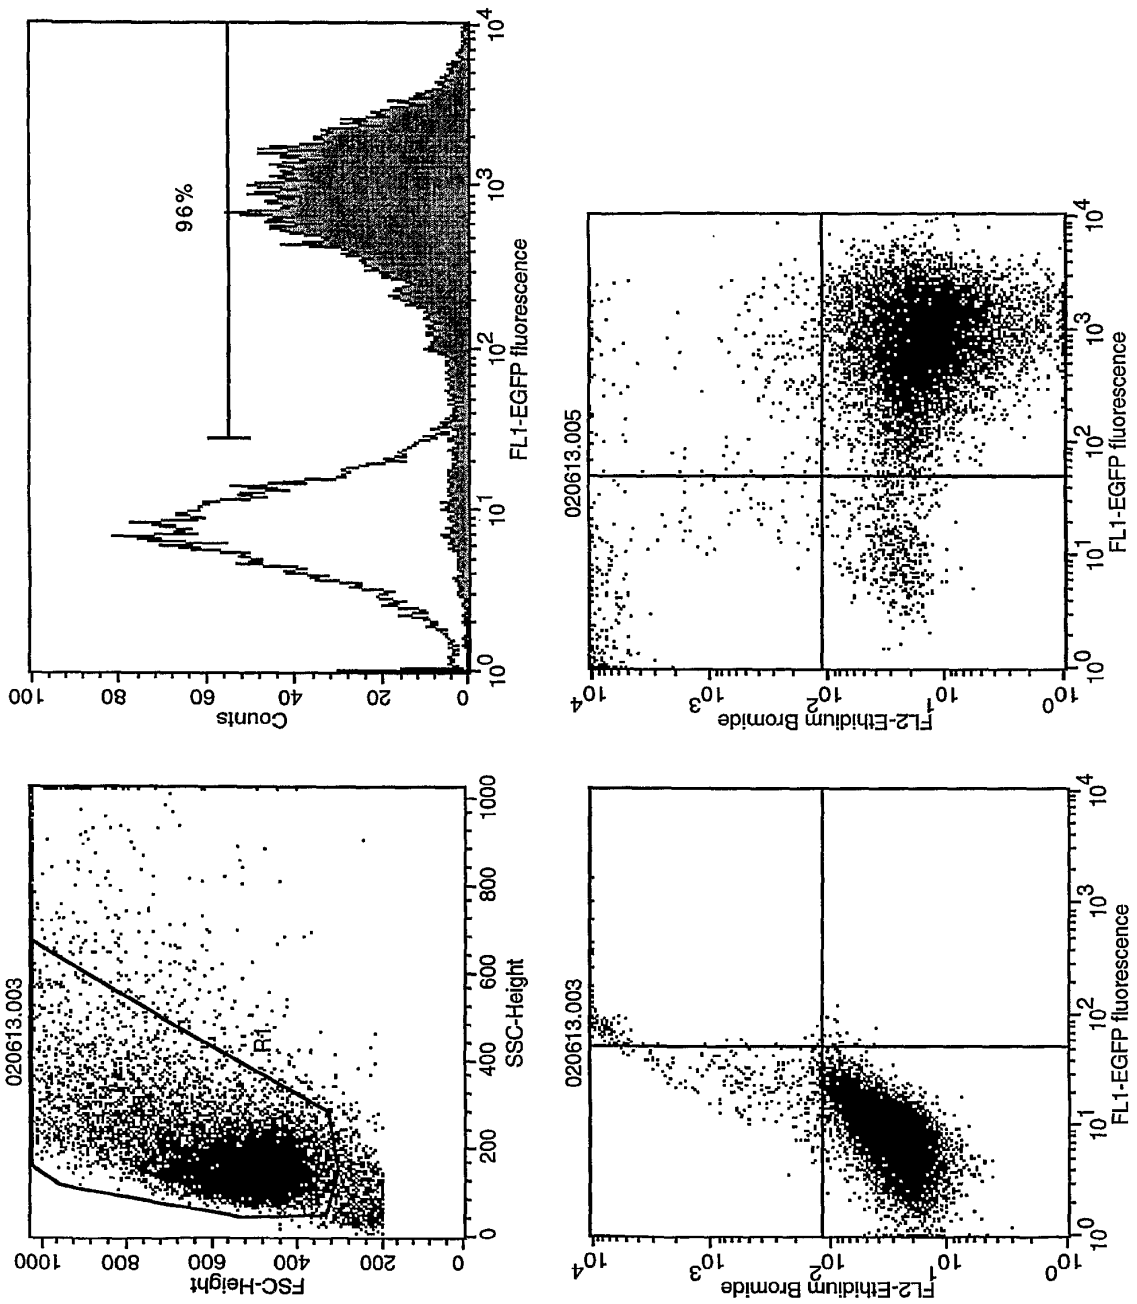 020613.003
1000
800
600
400
200
FSC-Height
R1
0 200 400 600 800 1000
SSC-Height
100
80
60
40
20
0
Counts
96%
10^0 10^1 10^2 10^3 10^4
FL1-EGFP fluorescence
020613.003
10^4
10^3
10^2
10^1
10^0
FL2-Ethidium Bromide
10^0 10^1 10^2 10^3 10^4
FL1-EGFP fluorescence
020613.005
10^4
10^3
10^2
10^1
10^0
FL2-Ethidium Bromide
10^0 10^1 10^2 10^3 10^4
FL1-EGFP fluorescence